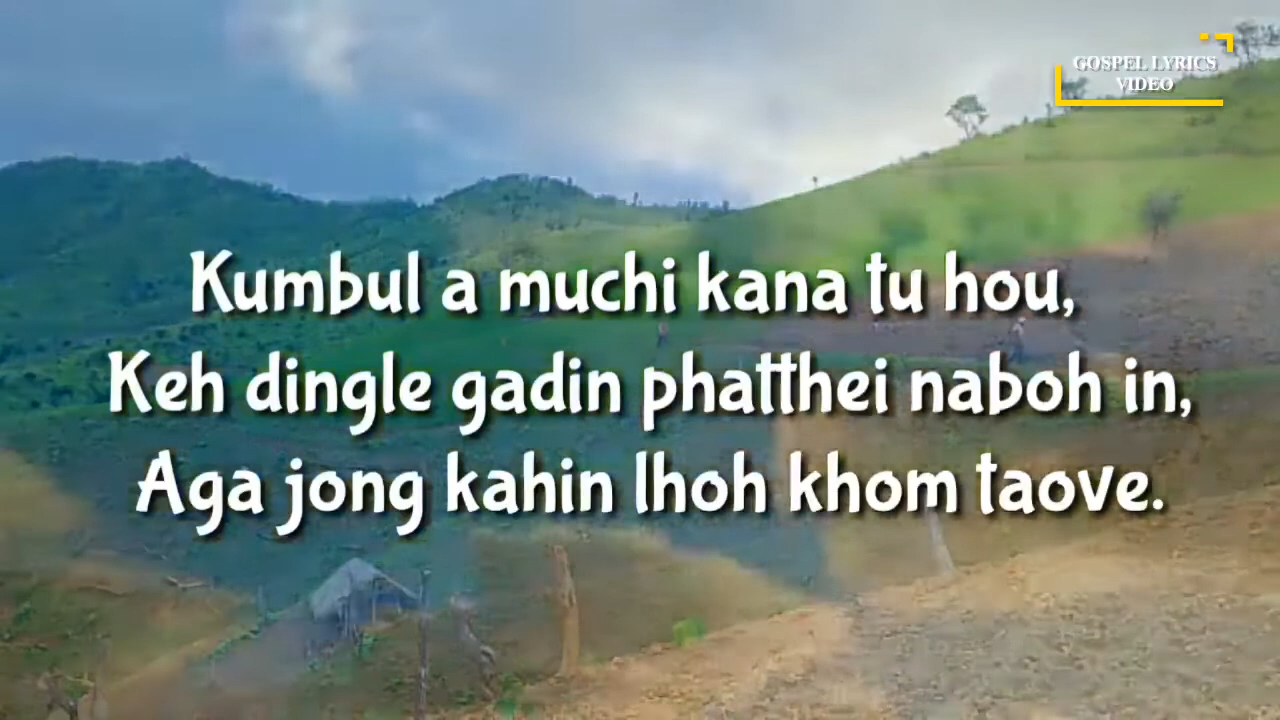 GOSPEL LYRICS
VIDEO
Kumbul a muchi kana tu hou,
Keh dingle gadin phatthei naboh in,
Aga jong kahin lhoh khom taove.